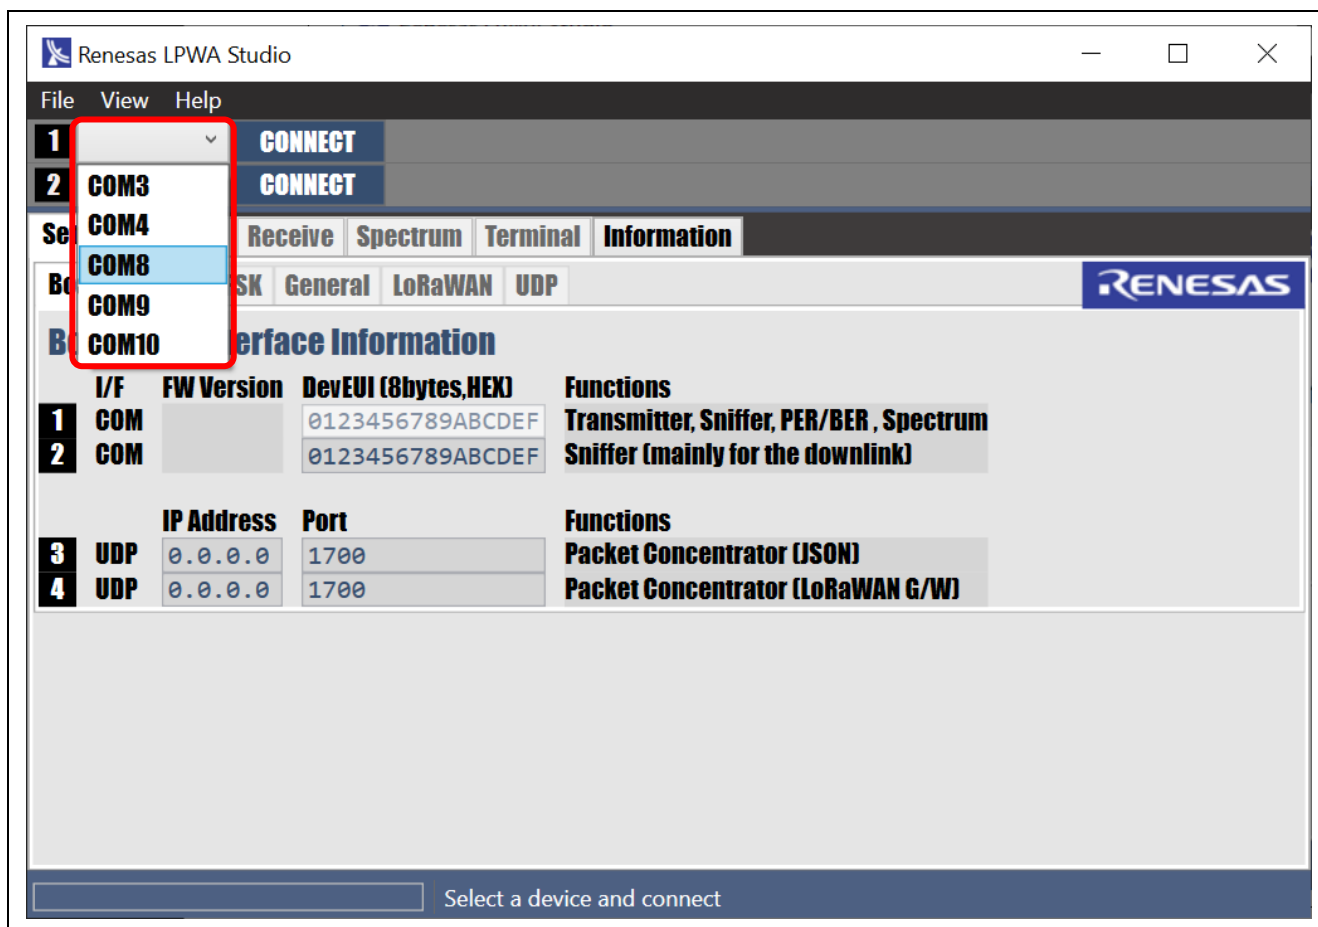 Renesas LPWA Studio
File View Help
1 CONNECT
COM3
COM4
COM8
COM9
COM10
2 CONNECT
Receive Spectrum Terminal Information
General LoRaWAN UDP
RENESAS
erface Information
I/F FW Version DevEUI (8bytes,HEX) Functions
1 COM 0123456789ABCDEF Transmitter, Sniffer, PER/BER , Spectrum
2 COM 0123456789ABCDEF Sniffer (mainly for the downlink)
IP Address Port Functions
3 UDP 0.0.0.0 1700 Packet Concentrator (JSON)
4 UDP 0.0.0.0 1700 Packet Concentrator (LoRaWAN G/W)
Select a device and connect